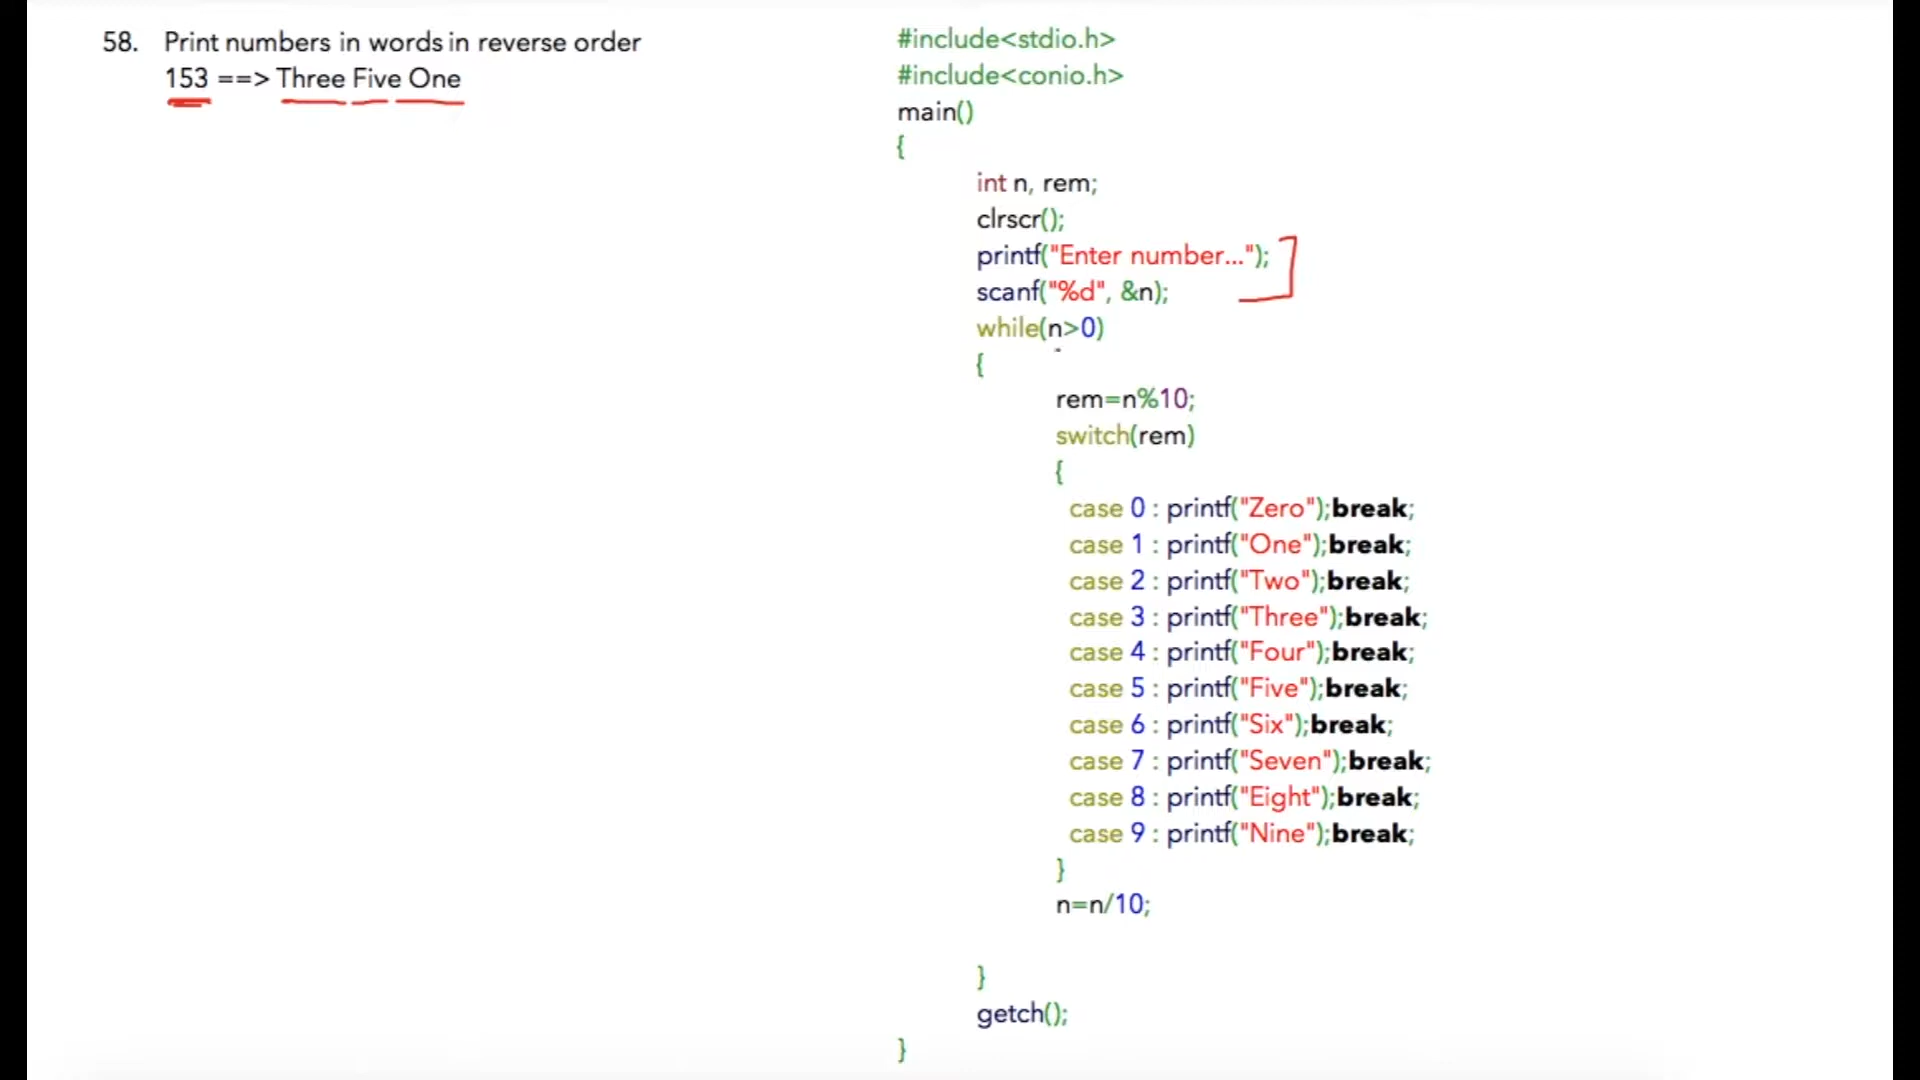 58. Print numbers in words in reverse order
153 ==> Three Five One
#include<stdio.h>
#include<conio.h>
main()
{
int n, rem;
clrscr();
printf("Enter number...");
scanf("%d", &n);
while(n>0)
{
rem=n%10;
switch(rem)
{
case 0 : printf("Zero");break;
case 1 : printf("One");break;
case 2 : printf("Two");break;
case 3 : printf("Three");break;
case 4 : printf("Four");break;
case 5 : printf("Five");break;
case 6 : printf("Six");break;
case 7 : printf("Seven");break;
case 8 : printf("Eight");break;
case 9 : printf("Nine");break;
}
n=n/10;
}
getch();
}